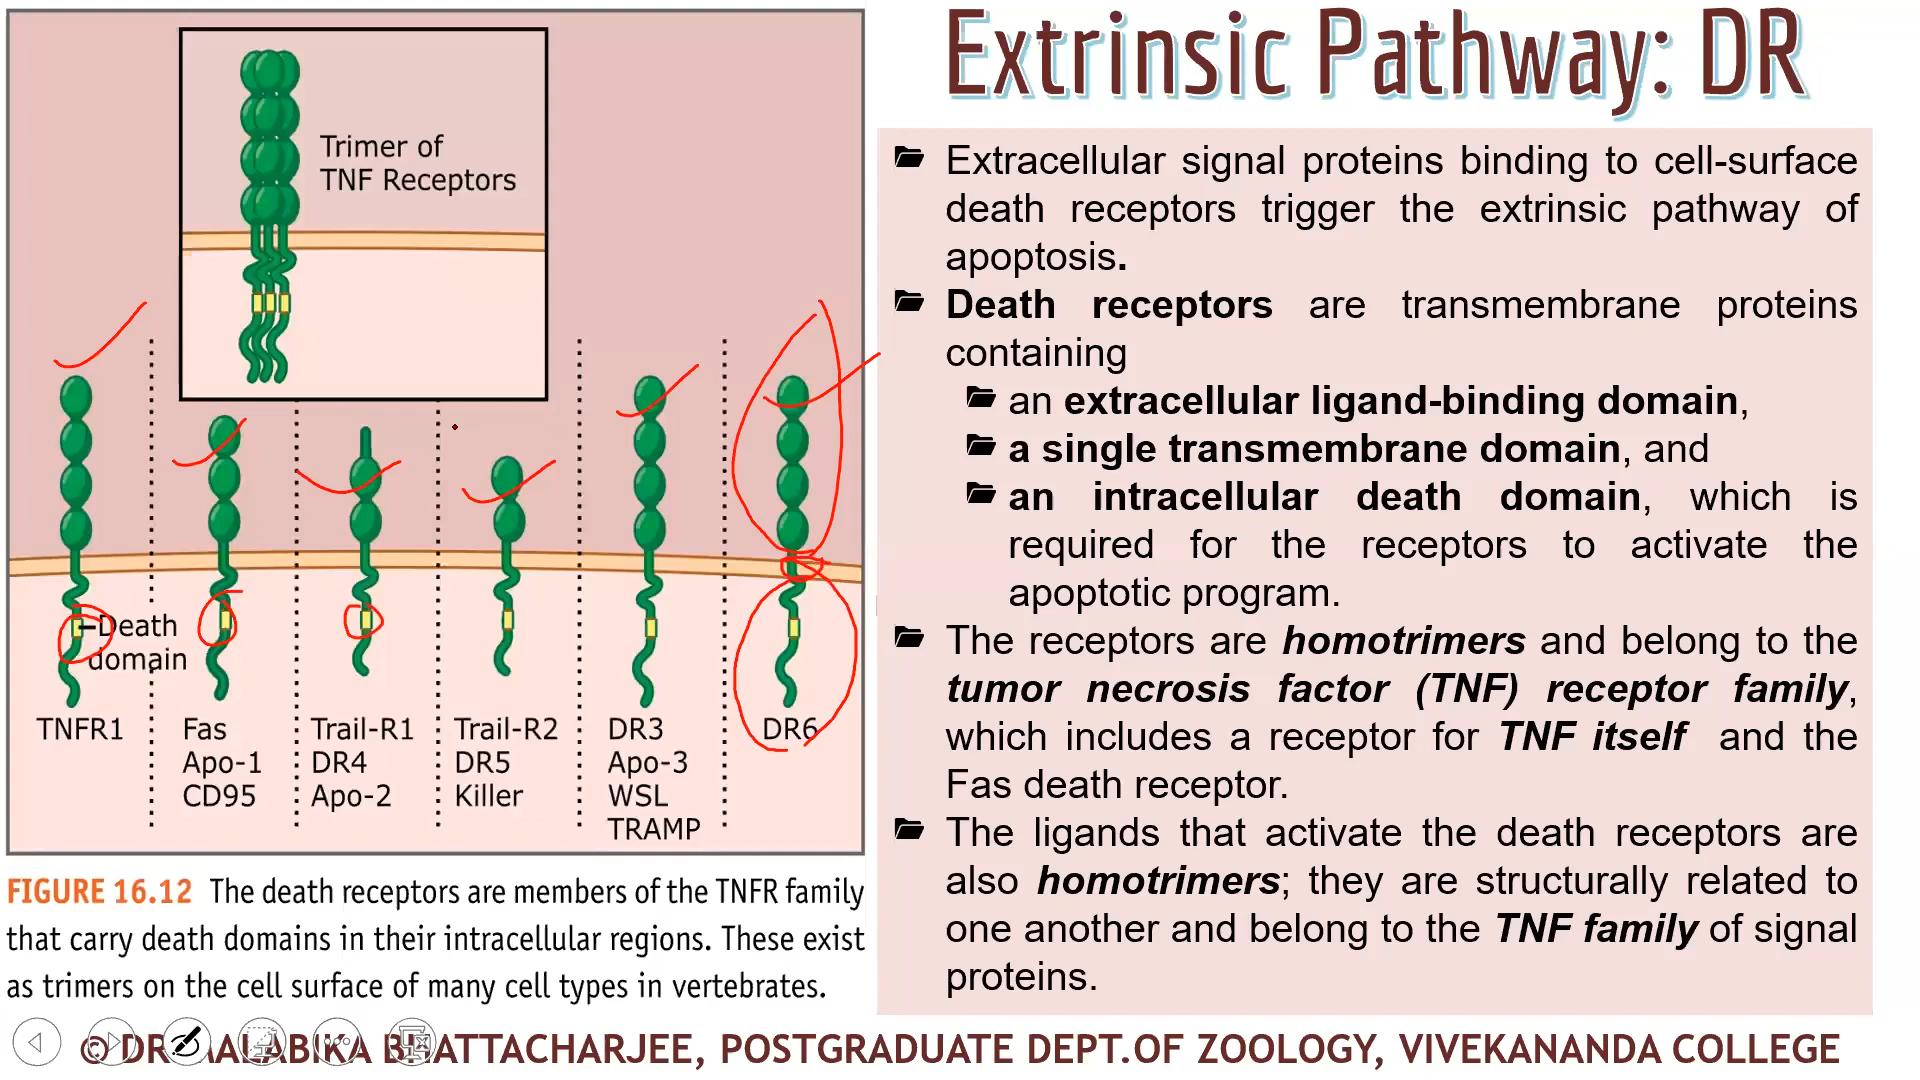 Extrinsic Pathway: DR
Trimer of
TNF Receptors
Death
domain
TNFR1
Fas
Apo-1
CD95
Trail-R1
DR4
Apo-2
Trail-R2
DR5
Killer
DR3
Apo-3
WSL
TRAMP
DR6
FIGURE 16.12 The death receptors are members of the TNFR family
that carry death domains in their intracellular regions. These exist
as trimers on the cell surface of many cell types in vertebrates.
Extracellular signal proteins binding to cell-surface
death receptors trigger the extrinsic pathway of
apoptosis.
Death receptors are transmembrane proteins
containing
an extracellular ligand-binding domain,
a single transmembrane domain, and
an intracellular death domain, which is
required for the receptors to activate the
apoptotic program.
The receptors are homotrimers and belong to the
tumor necrosis factor (TNF) receptor family,
which includes a receptor for TNF itself and the
Fas death receptor.
The ligands that activate the death receptors are
also homotrimers; they are structurally related to
one another and belong to the TNF family of signal
proteins.
© DR MALABIKA BHATTACHARJEE, POSTGRADUATE DEPT.OF ZOOLOGY, VIVEKANANDA COLLEGE